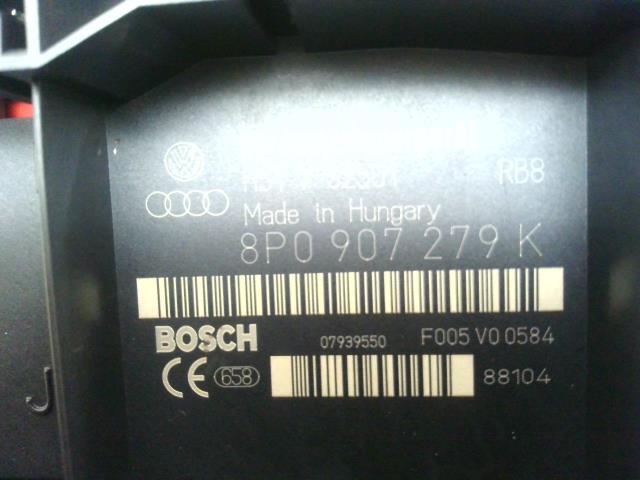 RB8
Made in Hungary
8P0 907 279 K
BOSCH 07939550 F005 V0 0584
CE 658 88104
J